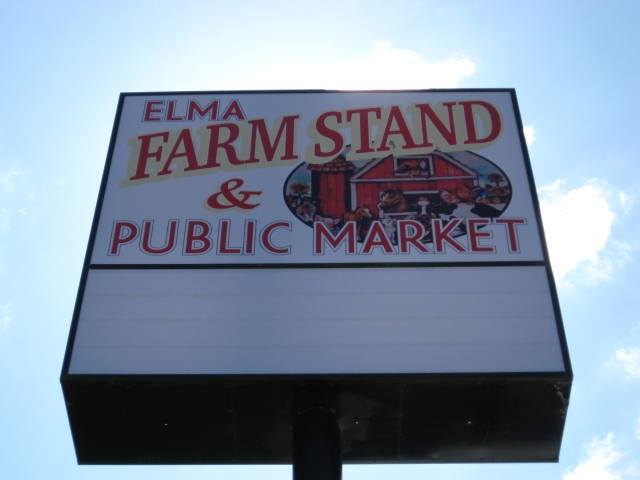 ELMA
FARM STAND
&
PUBLIC MARKET